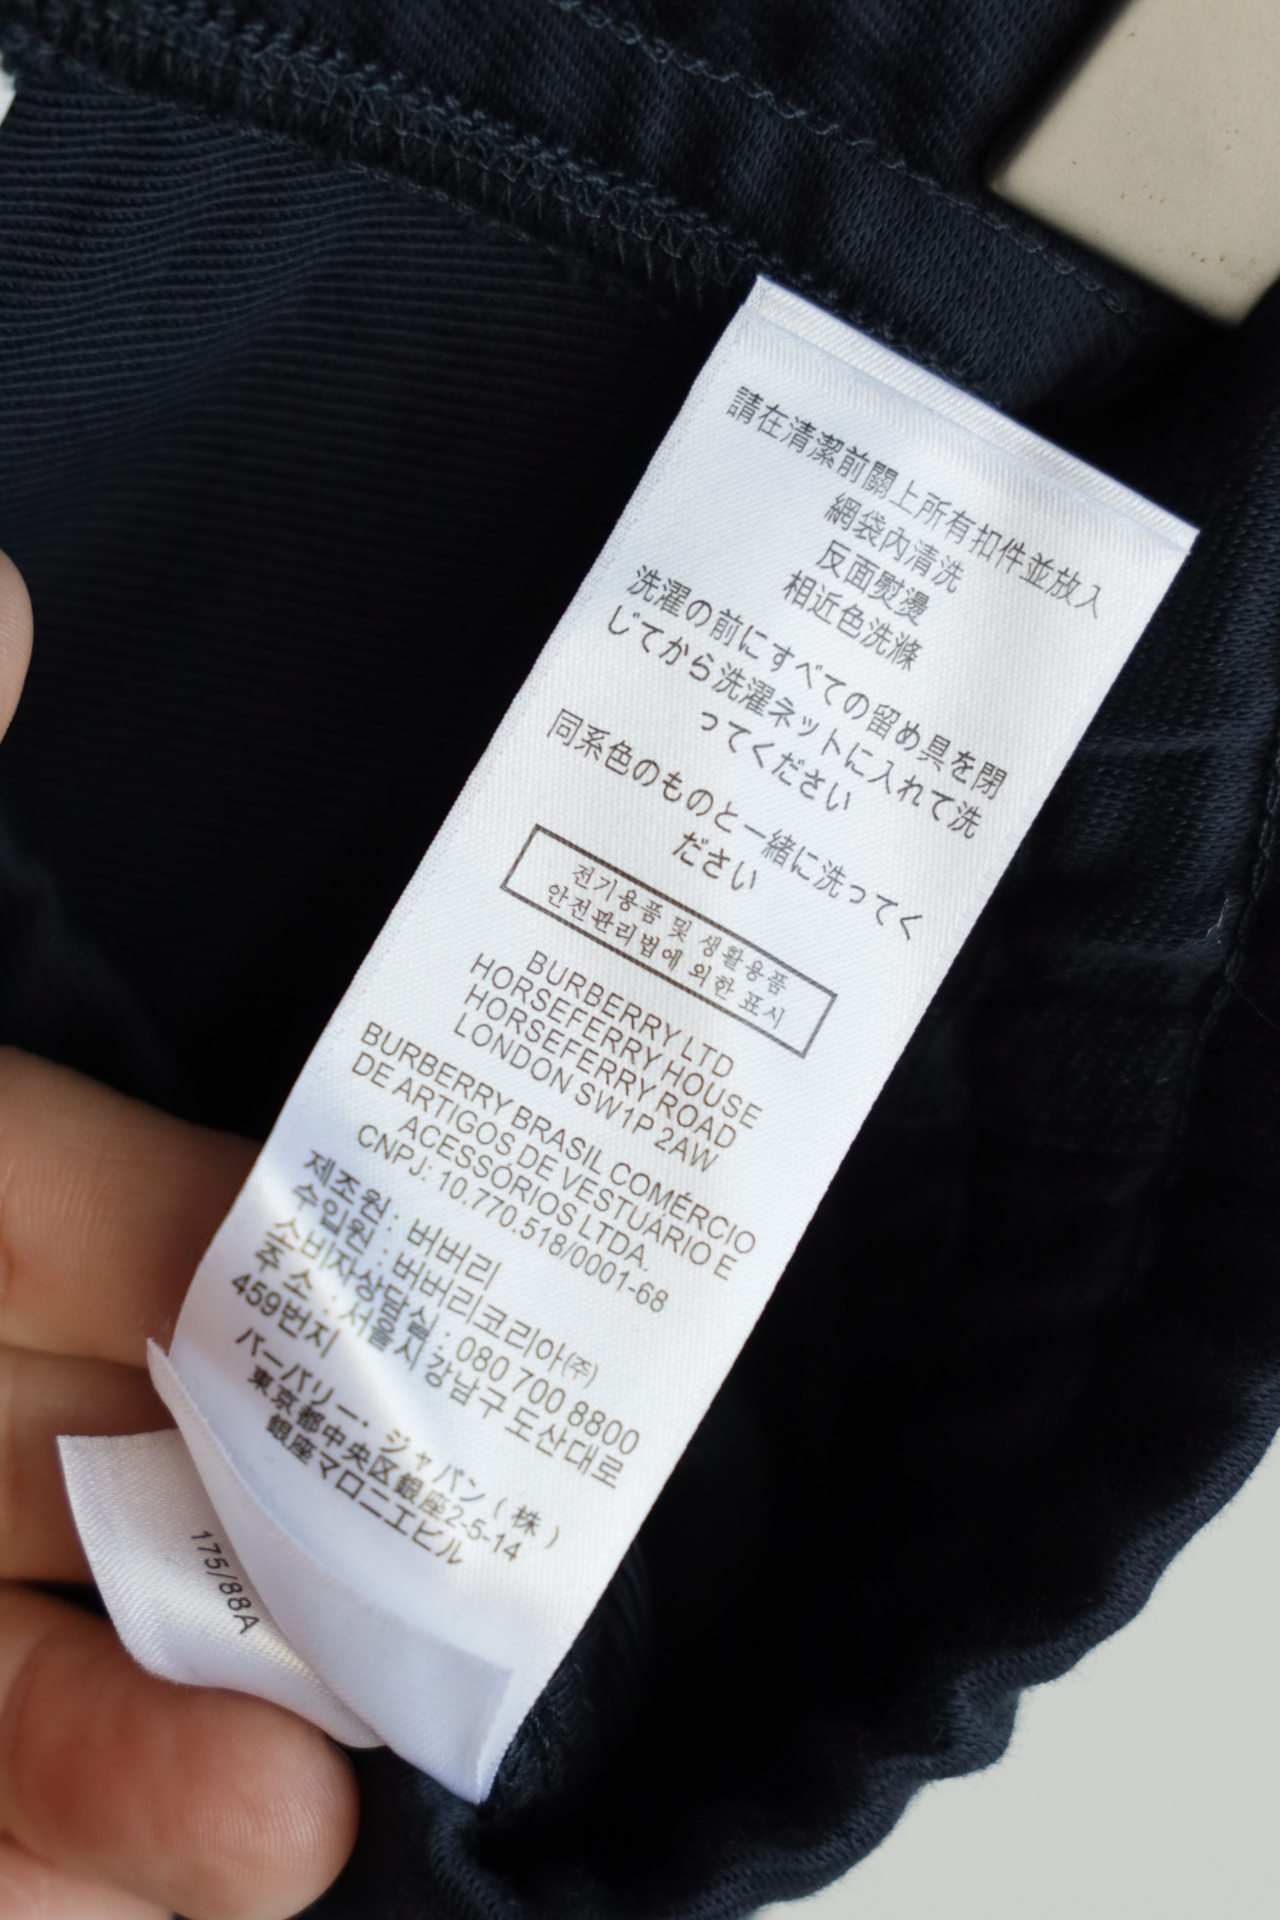 請在清潔前關上所有扣件並放入
網袋內清洗
反面熨燙
相近色洗滌
洗濯の前にすべての留め具を閉
じてから洗濯ネットに入れて洗
ってください
同系色のものと一緒に洗ってく
ださい
전기용품 및 생활용품
안전관리법에 의한 표시
BURBERRY LTD
HORSEFERRY HOUSE
HORSEFERRY ROAD
LONDON SW1P 2AW
BURBERRY BRASIL COMÉRCIO
DE ARTIGOS DE VESTUÁRIO E
ACESSÓRIOS LTDA.
CNPJ: 10.770.518/0001-68
제조원: 버버리
수입원 : 버버리코리아(주)
소비자상담실 : 080 700 8800
주 소 : 서울시 강남구 도산대로
459번지
バーバリー・ジャパン (株)
東京都中央区銀座2-5-14
銀座マロニエビル
175/88A